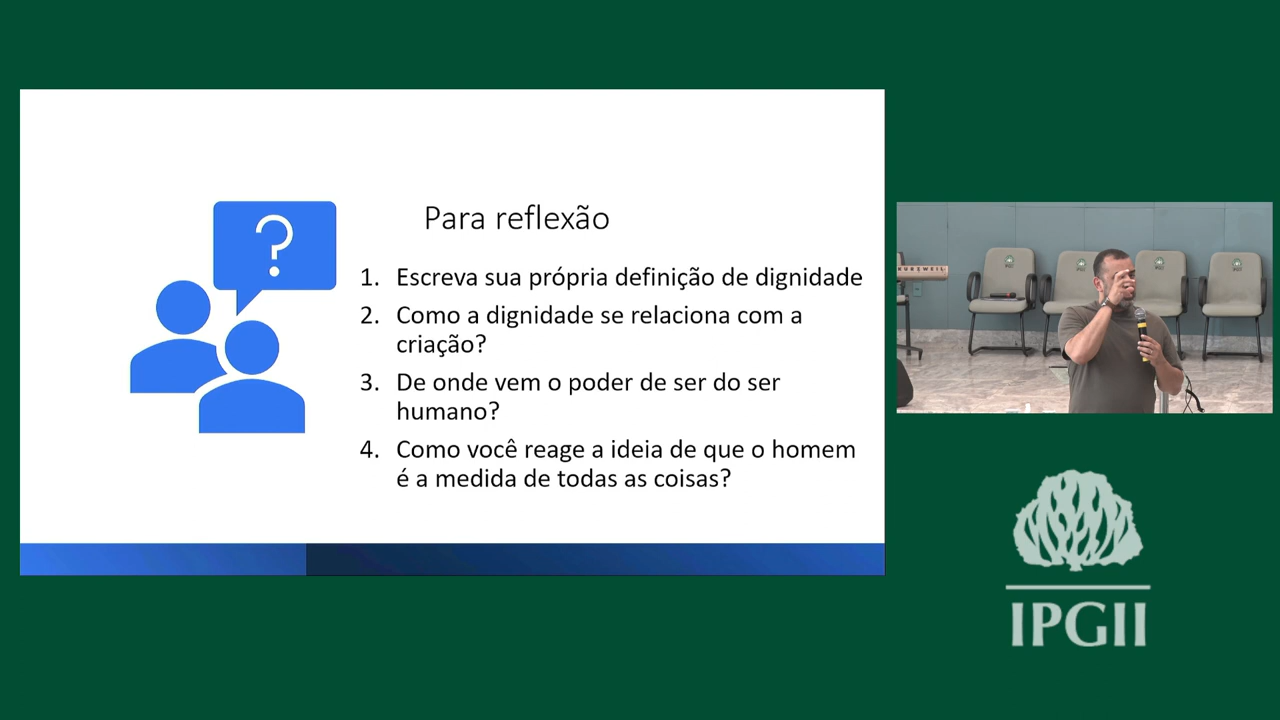 ?
Para reflexão
1. Escreva sua própria definição de dignidade
2. Como a dignidade se relaciona com a
criação?
3. De onde vem o poder de ser do ser
humano?
4. Como você reage a ideia de que o homem
é a medida de todas as coisas?
KURZWEIL
IPGII